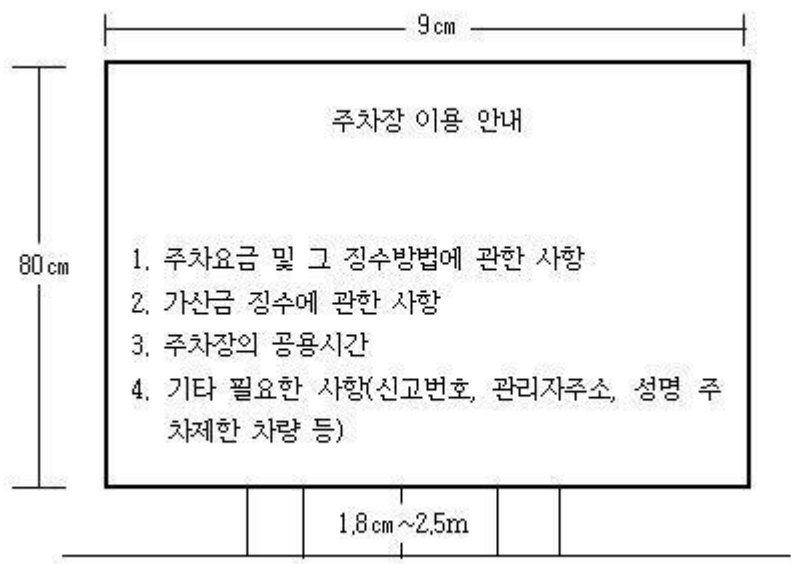 9cm
주차장 이용 안내
80cm
1. 주차요금 및 그 징수방법에 관한 사항
2. 가산금 징수에 관한 사항
3. 주차장의 공용시간
4. 기타 필요한 사항(신고번호, 관리자주소, 성명 주
차제한 차량 등)
1.8cm~2.5m